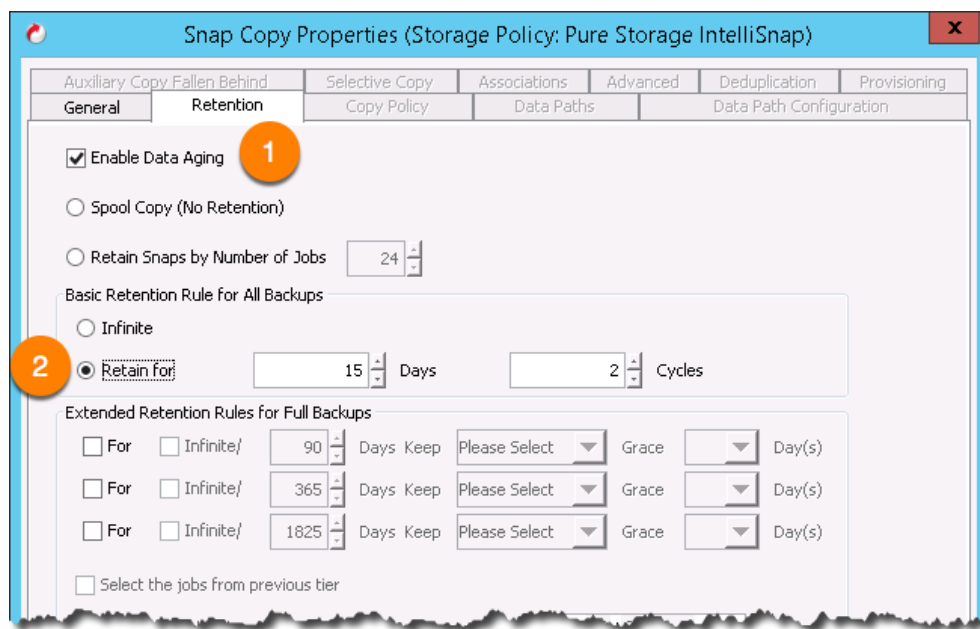 Snap Copy Properties (Storage Policy: Pure Storage IntelliSnap)
x
Auxiliary Copy Fallen Behind Selective Copy Associations Advanced Deduplication Provisioning
General Retention Copy Policy Data Paths Data Path Configuration
Enable Data Aging 1
Spool Copy (No Retention)
Retain Snaps by Number of Jobs 24
Basic Retention Rule for All Backups
Infinite
2 Retain for 15 Days 2 Cycles
Extended Retention Rules for Full Backups
For Infinite/ 90 Days Keep Please Select Grace Day(s)
For Infinite/ 365 Days Keep Please Select Grace Day(s)
For Infinite/ 1825 Days Keep Please Select Grace Day(s)
Select the jobs from previous tier